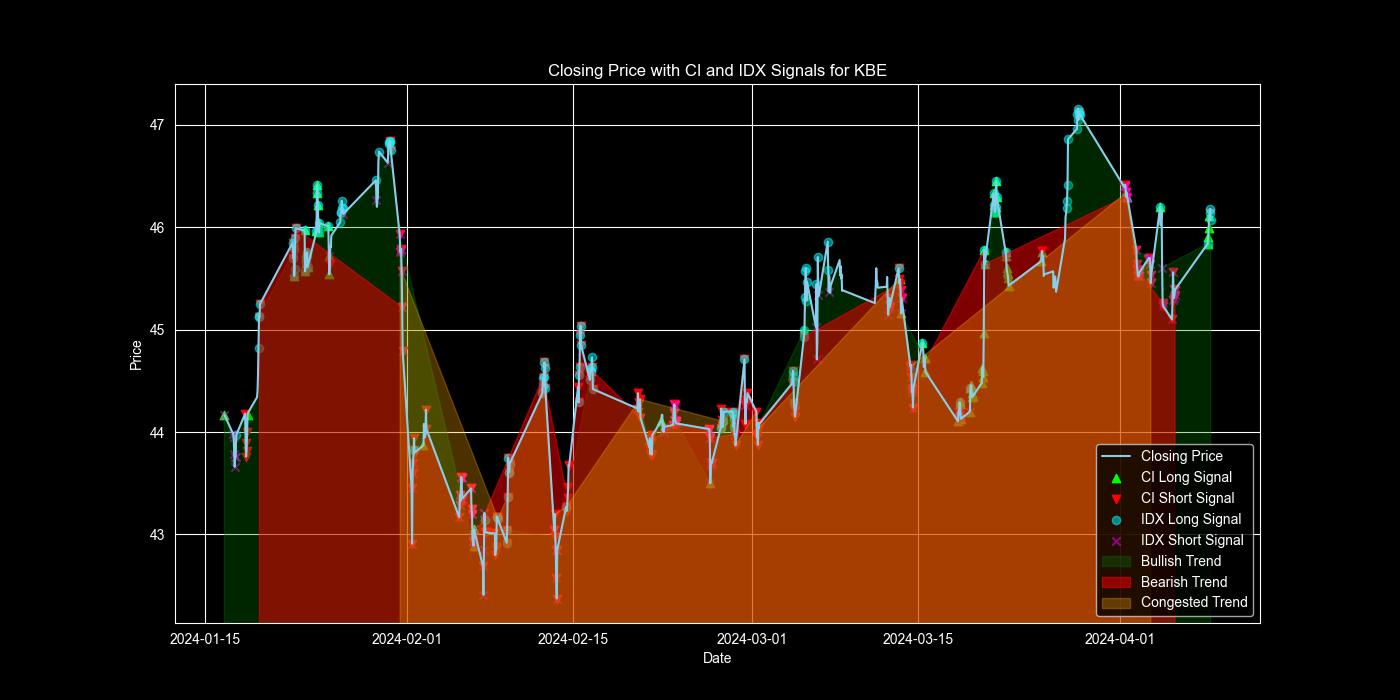 Closing Price with CI and IDX Signals for KBE
Price
47
46
45
44
43
2024-01-15
2024-02-01
2024-02-15
2024-03-01
2024-03-15
2024-04-01
Date
Closing Price
CI Long Signal
CI Short Signal
IDX Long Signal
IDX Short Signal
Bullish Trend
Bearish Trend
Congested Trend